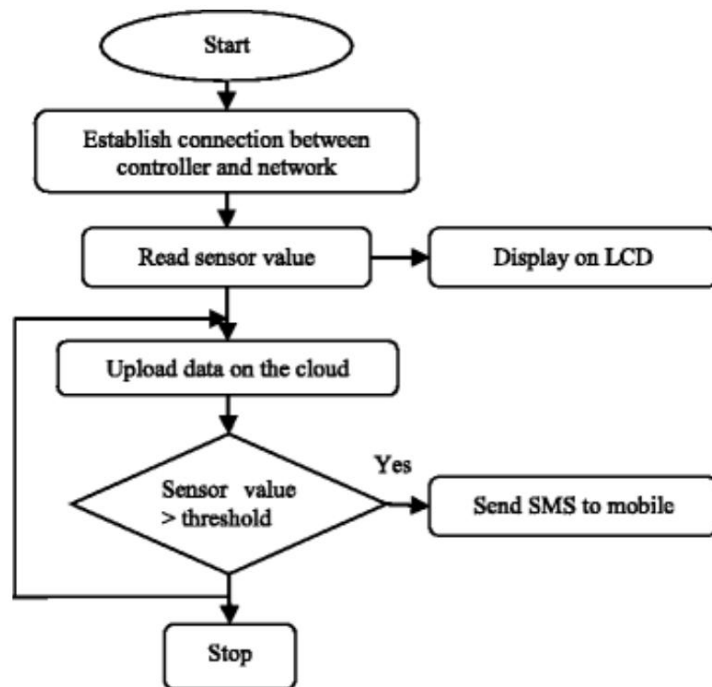 Start
Establish connection between
controller and network
Read sensor value
Display on LCD
Upload data on the cloud
Yes
Sensor value
> threshold
Send SMS to mobile
Stop